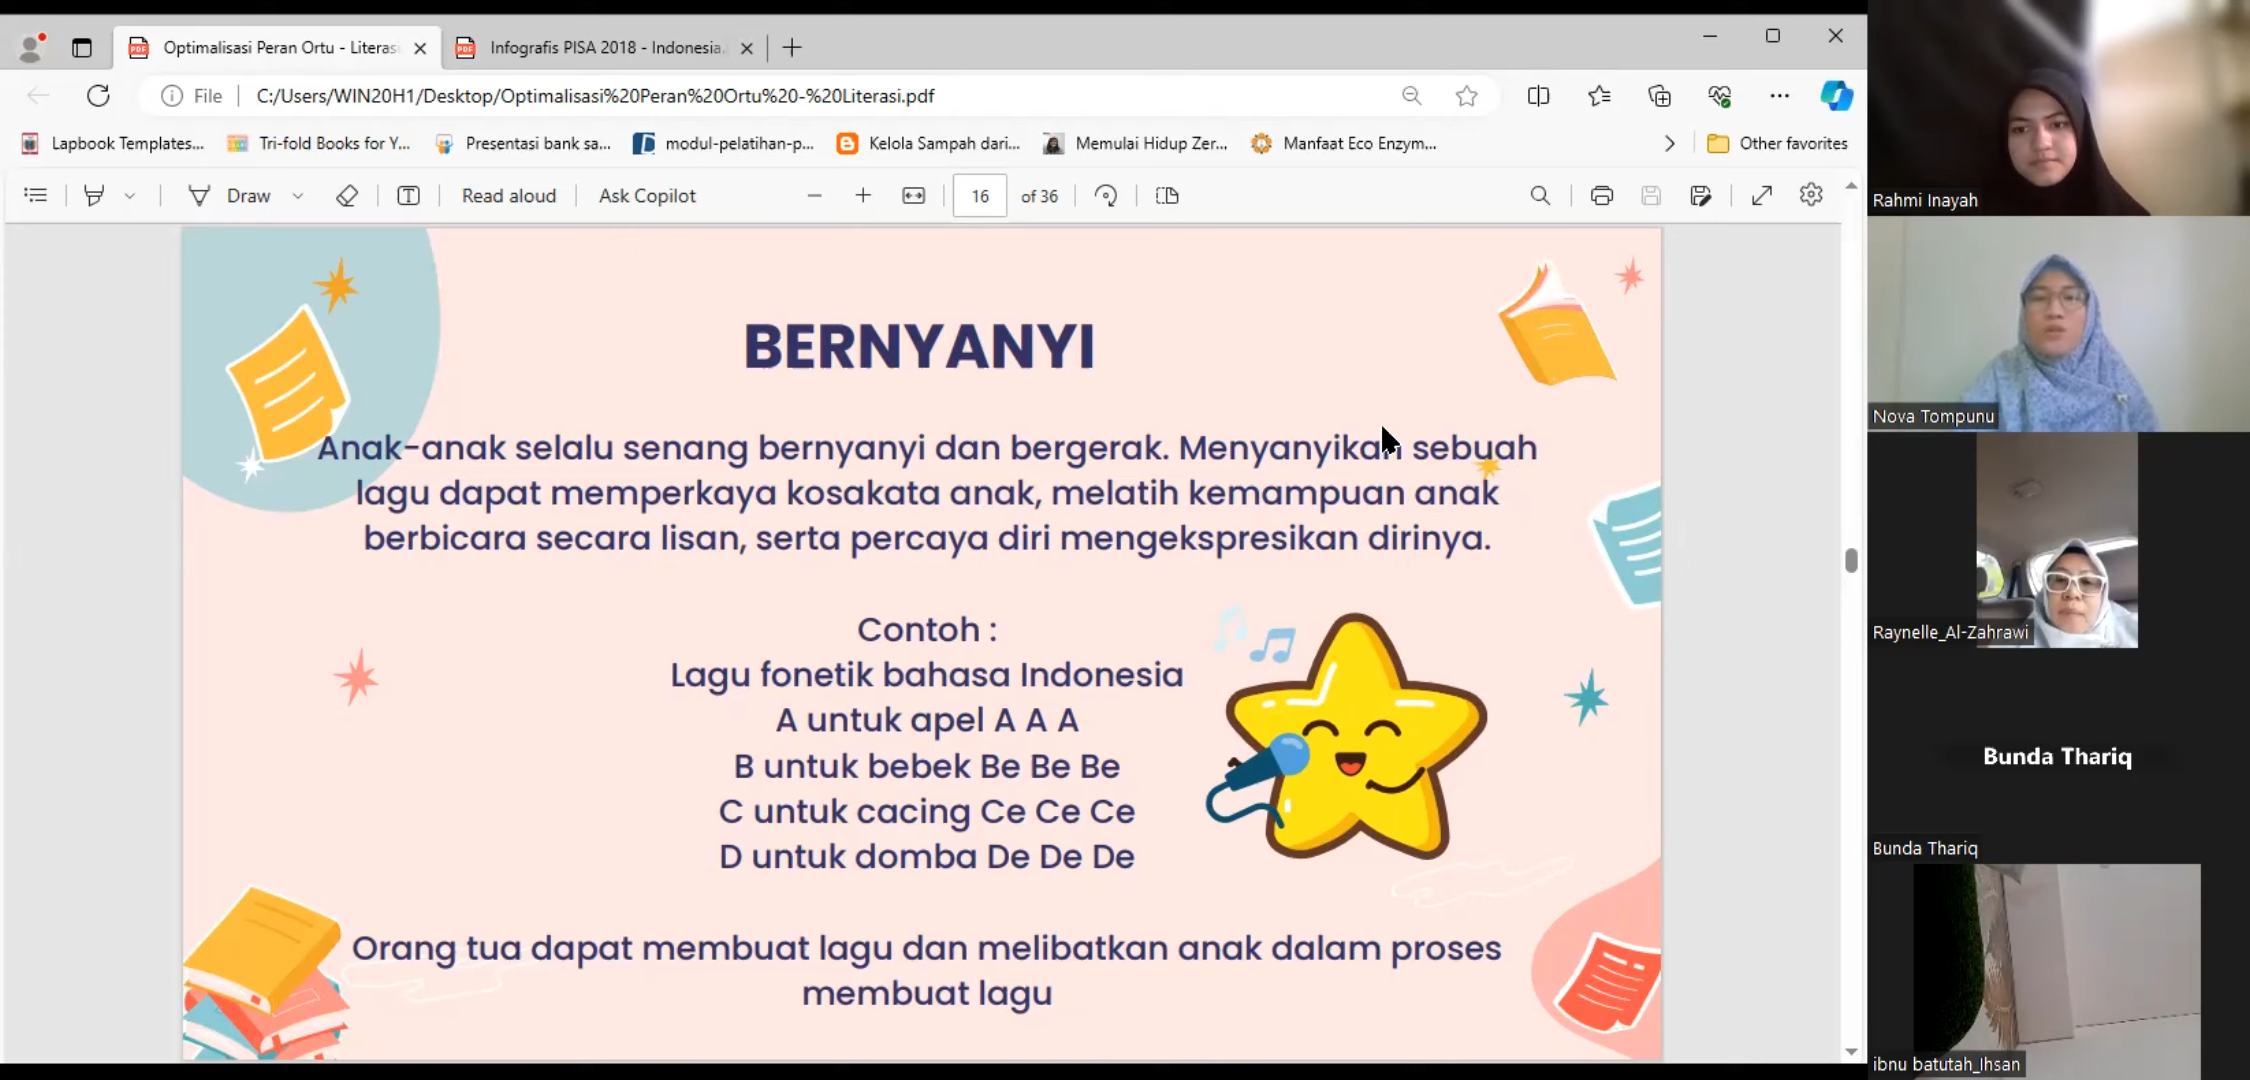 Optimalisasi Peran Ortu - Literasi
Infografis PISA 2018 - Indonesia.
File
C:/Users/WIN20H1/Desktop/Optimalisasi%20Peran%20Ortu%20-%20Literasi.pdf
Lapbook Templates...
Tri-fold Books for Y...
Presentasi bank sa...
modul-pelatihan-p...
Kelola Sampah dari...
Memulai Hidup Zer...
Manfaat Eco Enzym...
Other favorites
Draw
Read aloud
Ask Copilot
16
of 36
BERNYANYI
Anak-anak selalu senang bernyanyi dan bergerak. Menyanyikan sebuah
lagu dapat memperkaya kosakata anak, melatih kemampuan anak
berbicara secara lisan, serta percaya diri mengekspresikan dirinya.
Contoh :
Lagu fonetik bahasa Indonesia
A untuk apel A A A
B untuk bebek Be Be Be
C untuk cacing Ce Ce Ce
D untuk domba De De De
Orang tua dapat membuat lagu dan melibatkan anak dalam proses
membuat lagu
Rahmi Inayah
Nova Tompunu
Raynelle_Al-Zahrawi
Bunda Thariq
Bunda Thariq
ibnu batutah_Ihsan